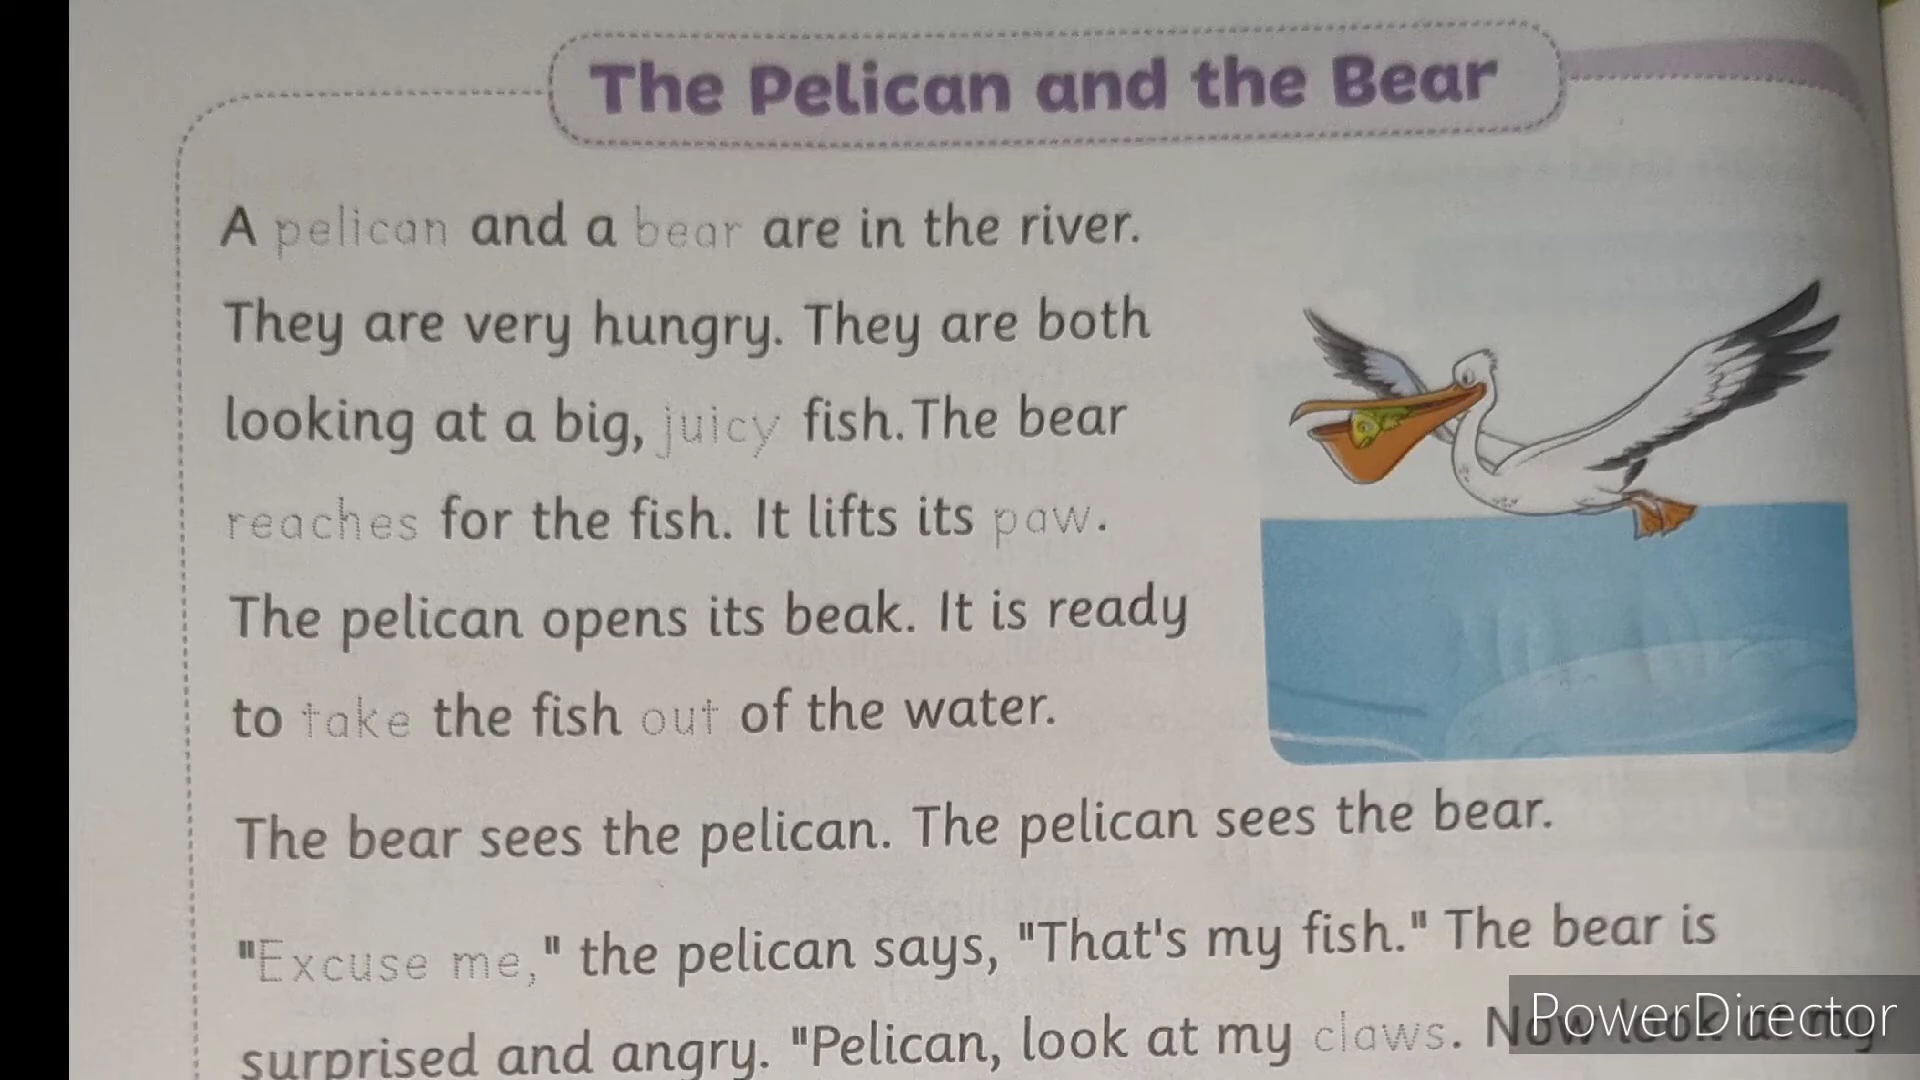 The Pelican and the Bear
A pelican and a bear are in the river.
They are very hungry. They are both
looking at a big, juicy fish. The bear
reaches for the fish. It lifts its paw.
The pelican opens its beak. It is ready
to take the fish out of the water.
The bear sees the pelican. The pelican sees the bear.
"Excuse me," the pelican says, "That's my fish." The bear is
surprised and angry. "Pelican, look at my claws. Now look at my
PowerDirector